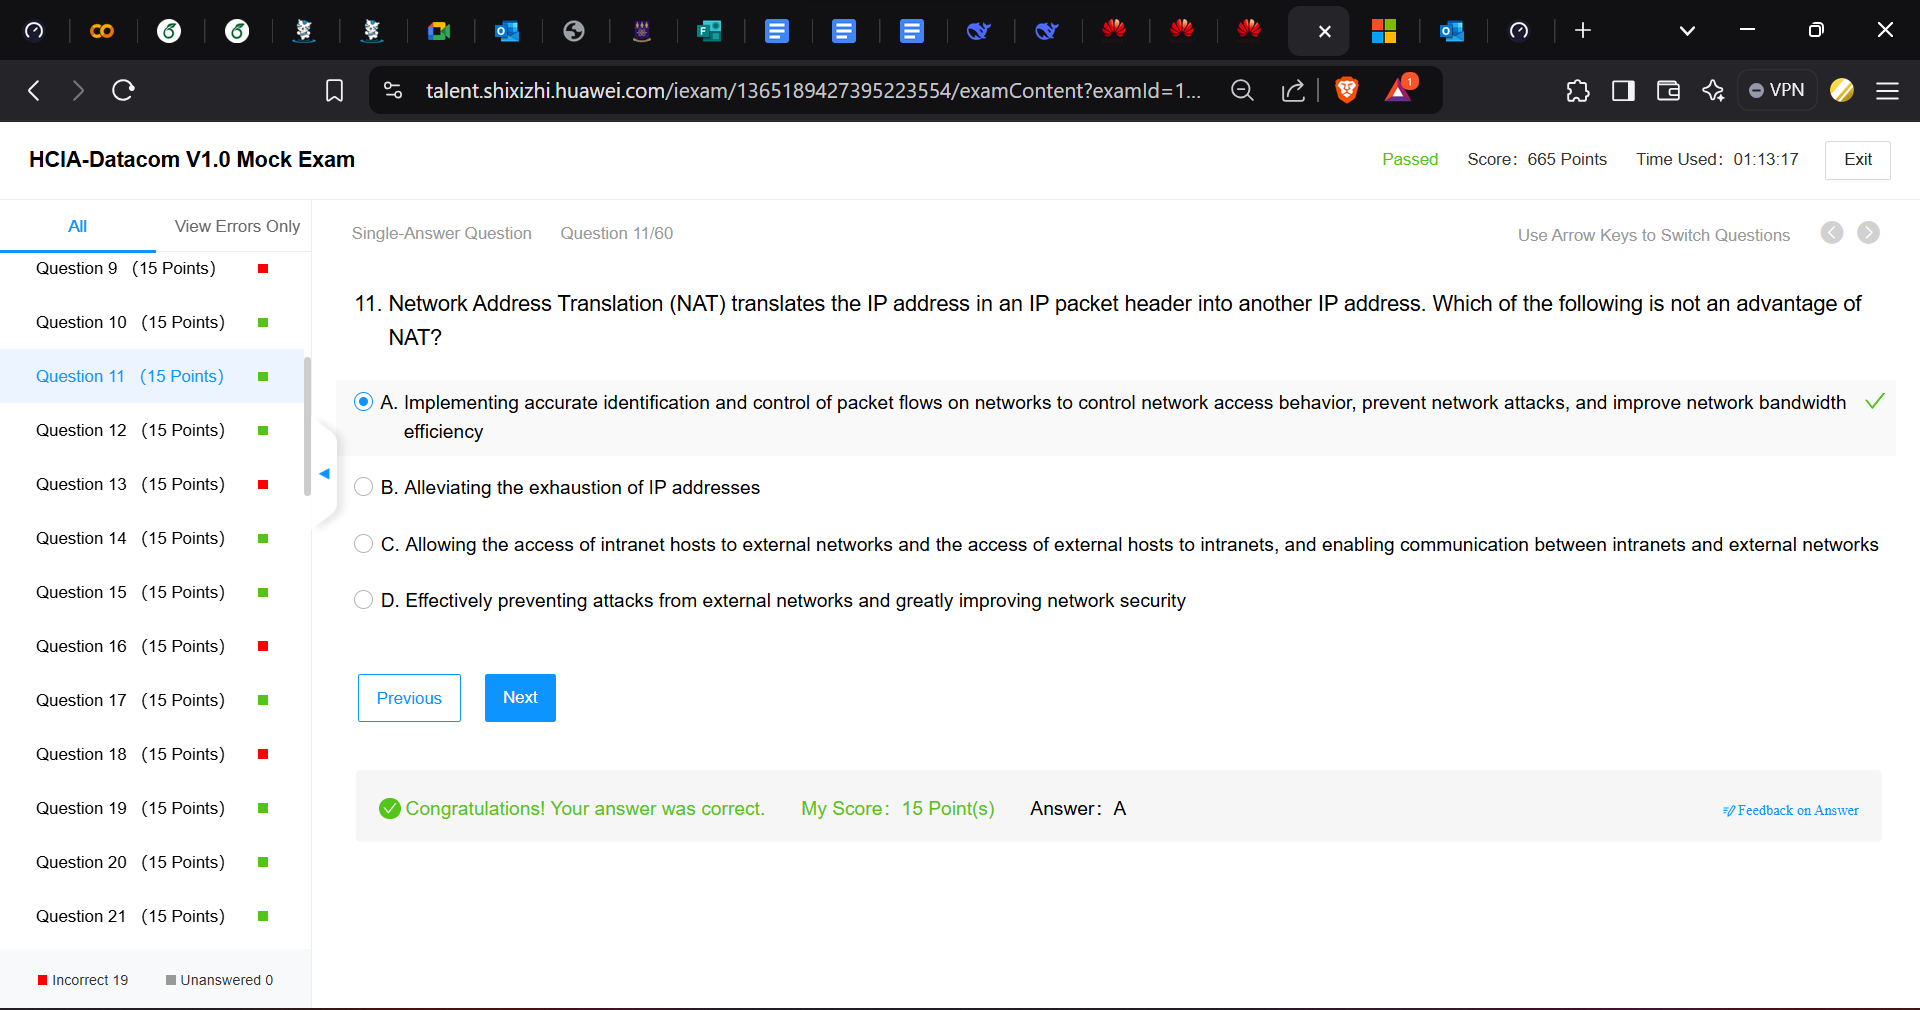 talent.shixizhi.huawei.com/iexam/1365189427395223554/examContent?examId=1...
1
VPN
HCIA-Datacom V1.0 Mock Exam
Passed
Score: 665 Points
Time Used: 01:13:17
Exit
All
View Errors Only
Single-Answer Question
Question 11/60
Use Arrow Keys to Switch Questions
Question 9 (15 Points)
Question 10 (15 Points)
Question 11 (15 Points)
Question 12 (15 Points)
Question 13 (15 Points)
Question 14 (15 Points)
Question 15 (15 Points)
Question 16 (15 Points)
Question 17 (15 Points)
Question 18 (15 Points)
Question 19 (15 Points)
Question 20 (15 Points)
Question 21 (15 Points)
Incorrect 19
Unanswered 0
11. Network Address Translation (NAT) translates the IP address in an IP packet header into another IP address. Which of the following is not an advantage of
NAT?
A. Implementing accurate identification and control of packet flows on networks to control network access behavior, prevent network attacks, and improve network bandwidth
efficiency
B. Alleviating the exhaustion of IP addresses
C. Allowing the access of intranet hosts to external networks and the access of external hosts to intranets, and enabling communication between intranets and external networks
D. Effectively preventing attacks from external networks and greatly improving network security
Previous
Next
Congratulations! Your answer was correct.
My Score: 15 Point(s)
Answer: A
Feedback on Answer